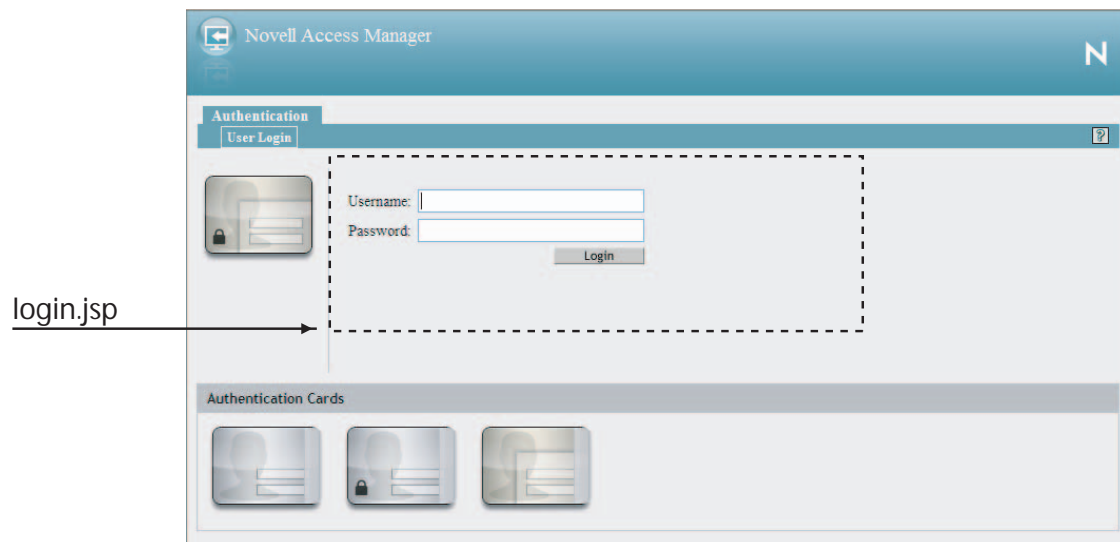 Novell Access Manager
N
Authentication
User Login
?
Username:
Password:
Login
login.jsp
Authentication Cards